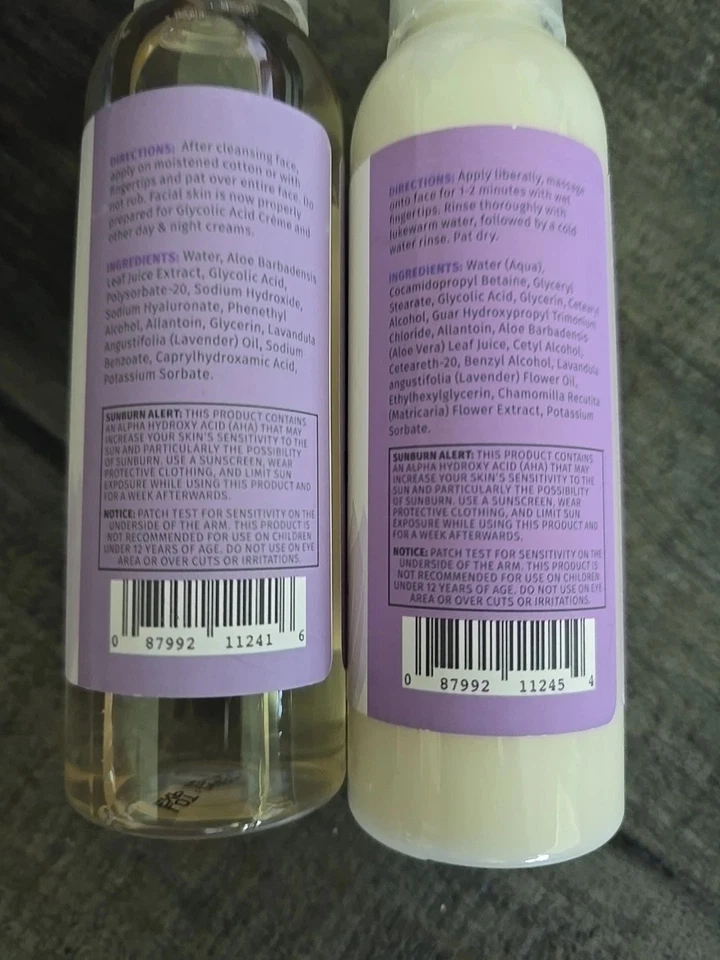 DIRECTIONS: After cleansing face,
apply on moistened cotton or with
fingertips and pat over entire face. Do
not rub. Facial skin is now properly
prepared for Glycolic Acid Crème and
other day & night creams.
INGREDIENTS: Water, Aloe Barbadensis
Leaf Juice Extract, Glycolic Acid,
Polysorbate-20, Sodium Hydroxide,
Sodium Hyaluronate, Phenethyl
Alcohol, Allantoin, Glycerin, Lavandula
Angustifolia (Lavender) Oil, Sodium
Benzoate, Caprylhydroxamic Acid,
Potassium Sorbate.
SUNBURN ALERT: THIS PRODUCT CONTAINS
AN ALPHA HYDROXY ACID (AHA) THAT MAY
INCREASE YOUR SKIN'S SENSITIVITY TO THE
SUN AND PARTICULARLY THE POSSIBILITY
OF SUNBURN. USE A SUNSCREEN, WEAR
PROTECTIVE CLOTHING, AND LIMIT SUN
EXPOSURE WHILE USING THIS PRODUCT AND
FOR A WEEK AFTERWARDS.
NOTICE: PATCH TEST FOR SENSITIVITY ON THE
UNDERSIDE OF THE ARM. THIS PRODUCT IS
NOT RECOMMENDED FOR USE ON CHILDREN
UNDER 12 YEARS OF AGE. DO NOT USE ON EYE
AREA OR OVER CUTS OR IRRITATIONS.
0 87992 11241 6
DIRECTIONS: Apply liberally, massage
onto face for 1-2 minutes with wet
fingertips. Rinse thoroughly with
lukewarm water, followed by a cold
water rinse. Pat dry.
INGREDIENTS: Water (Aqua),
Cocamidopropyl Betaine, Glyceryl
Stearate, Glycolic Acid, Glycerin, Cetearyl
Alcohol, Guar Hydroxypropyl Trimonium
Chloride, Allantoin, Aloe Barbadensis
(Aloe Vera) Leaf Juice, Cetyl Alcohol,
Ceteareth-20, Benzyl Alcohol, Lavandula
angustifolia (Lavender) Flower Oil,
Ethylhexylglycerin, Chamomilla Recutita
(Matricaria) Flower Extract, Potassium
Sorbate.
SUNBURN ALERT: THIS PRODUCT CONTAINS
AN ALPHA HYDROXY ACID (AHA) THAT MAY
INCREASE YOUR SKIN'S SENSITIVITY TO THE
SUN AND PARTICULARLY THE POSSIBILITY
OF SUNBURN. USE A SUNSCREEN, WEAR
PROTECTIVE CLOTHING, AND LIMIT SUN
EXPOSURE WHILE USING THIS PRODUCT AND
FOR A WEEK AFTERWARDS.
NOTICE: PATCH TEST FOR SENSITIVITY ON THE
UNDERSIDE OF THE ARM. THIS PRODUCT IS
NOT RECOMMENDED FOR USE ON CHILDREN
UNDER 12 YEARS OF AGE. DO NOT USE ON EYE
AREA OR OVER CUTS OR IRRITATIONS.
0 87992 11245 4